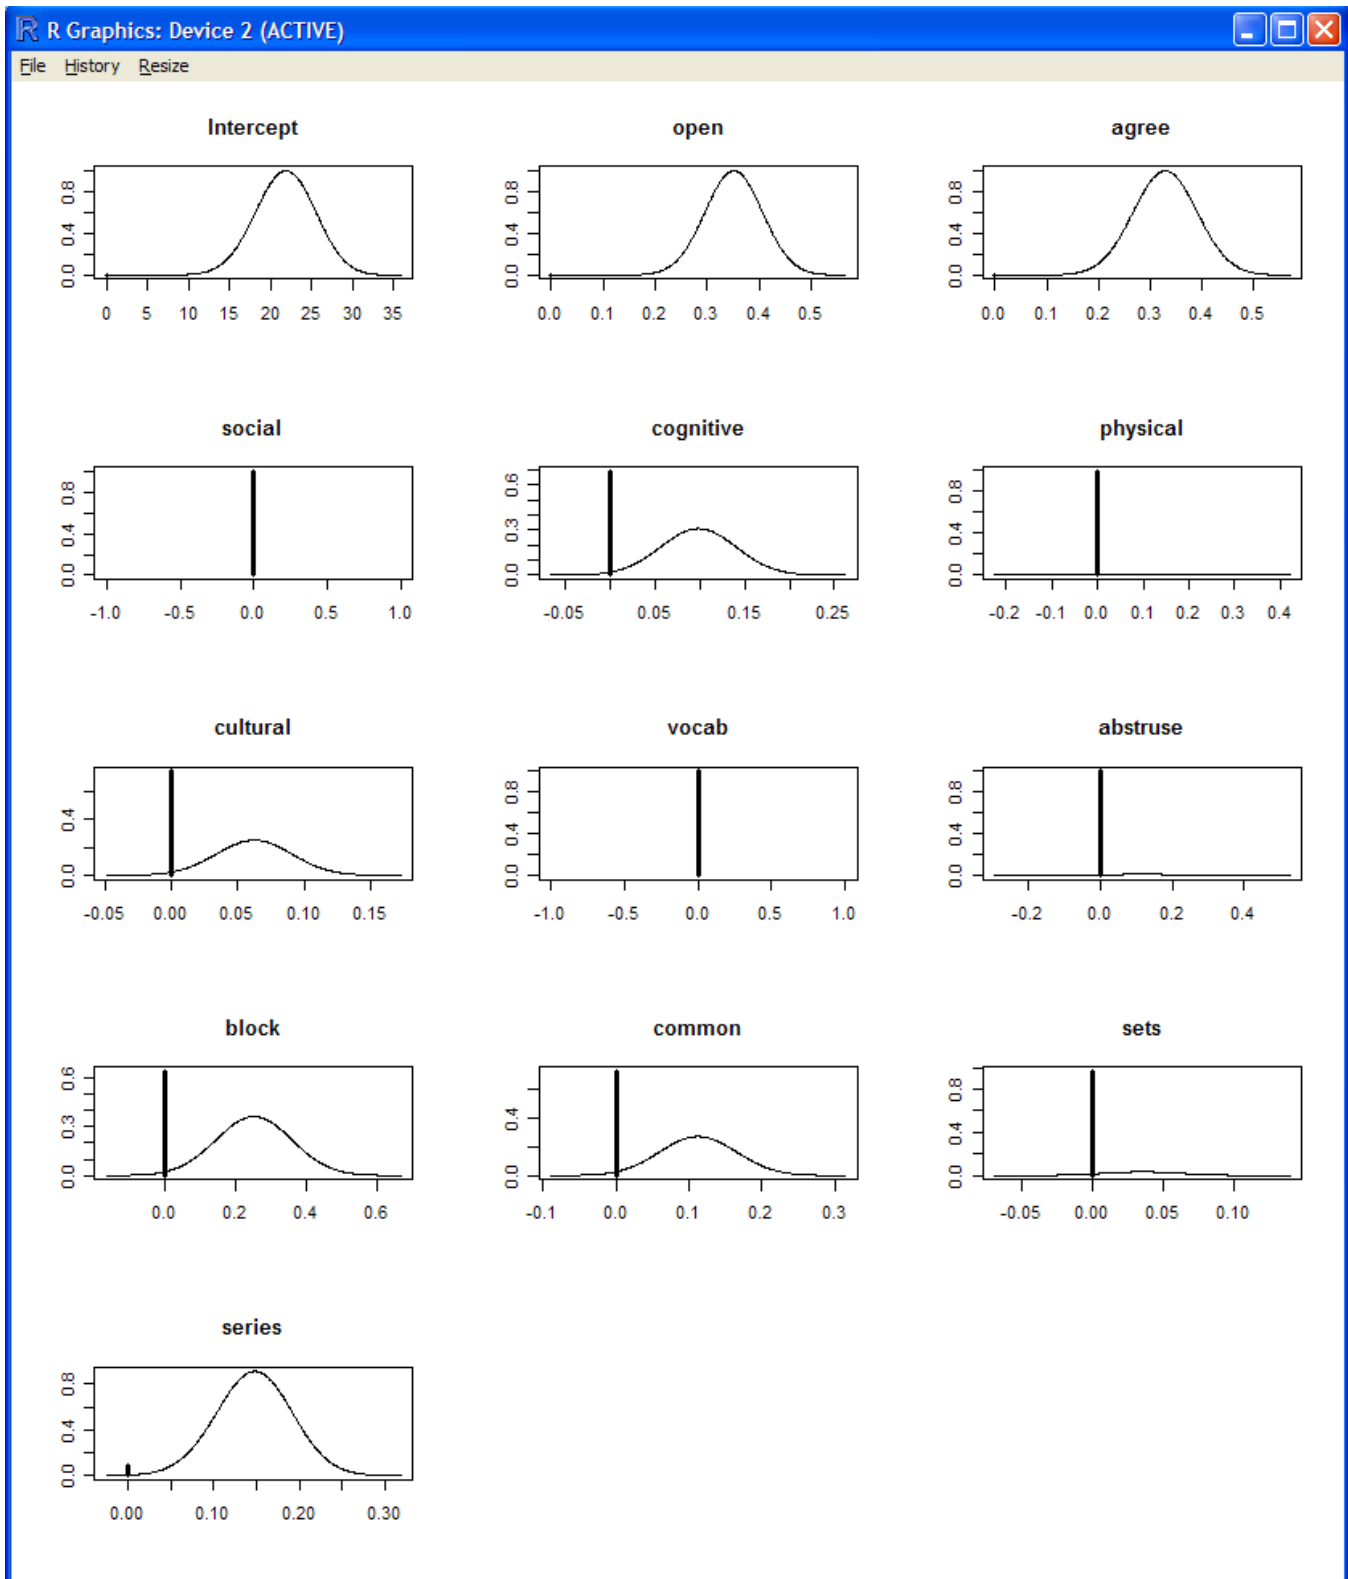 R R Graphics: Device 2 (ACTIVE)
File History Resize
Intercept open agree
0.0 0.4 0.8 0.0 0.4 0.8 0.0 0.4 0.8
0 5 10 15 20 25 30 35 0.0 0.1 0.2 0.3 0.4 0.5 0.0 0.1 0.2 0.3 0.4 0.5
social cognitive physical
0.0 0.4 0.8 0.0 0.3 0.6 0.0 0.4 0.8
-1.0 -0.5 0.0 0.5 1.0 -0.05 0.05 0.15 0.25 -0.2 -0.1 0.0 0.1 0.2 0.3 0.4
cultural vocab abstruse
0.0 0.4 0.0 0.4 0.8 0.0 0.4 0.8
-0.05 0.00 0.05 0.10 0.15 -1.0 -0.5 0.0 0.5 1.0 -0.2 0.0 0.2 0.4
block common sets
0.0 0.3 0.6 0.0 0.4 0.0 0.4 0.8
0.0 0.2 0.4 0.6 -0.1 0.0 0.1 0.2 0.3 -0.05 0.00 0.05 0.10
series
0.0 0.4 0.8
0.00 0.10 0.20 0.30